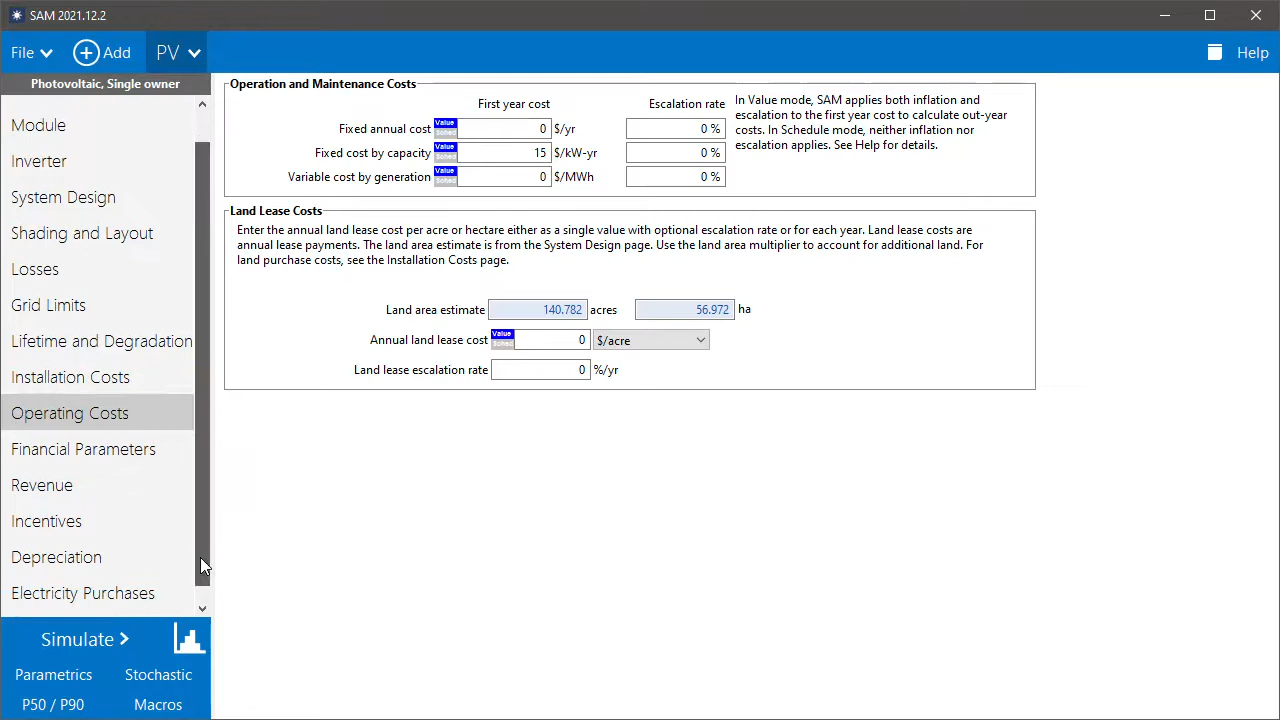 SAM 2021.12.2
File
Add
PV
Help
Photovoltaic, Single owner
Module
Inverter
System Design
Shading and Layout
Losses
Grid Limits
Lifetime and Degradation
Installation Costs
Operating Costs
Financial Parameters
Revenue
Incentives
Depreciation
Electricity Purchases
Simulate >
Parametrics
Stochastic
P50 / P90
Macros
Operation and Maintenance Costs
First year cost
Escalation rate
Fixed annual cost Value Sched 0 $/yr 0 %
Fixed cost by capacity Value Sched 15 $/kW-yr 0 %
Variable cost by generation Value Sched 0 $/MWh 0 %
In Value mode, SAM applies both inflation and
escalation to the first year cost to calculate out-year
costs. In Schedule mode, neither inflation nor
escalation applies. See Help for details.
Land Lease Costs
Enter the annual land lease cost per acre or hectare either as a single value with optional escalation rate or for each year. Land lease costs are
annual lease payments. The land area estimate is from the System Design page. Use the land area multiplier to account for additional land. For
land purchase costs, see the Installation Costs page.
Land area estimate 140.782 acres 56.972 ha
Annual land lease cost Value Sched 0 $/acre
Land lease escalation rate 0 %/yr